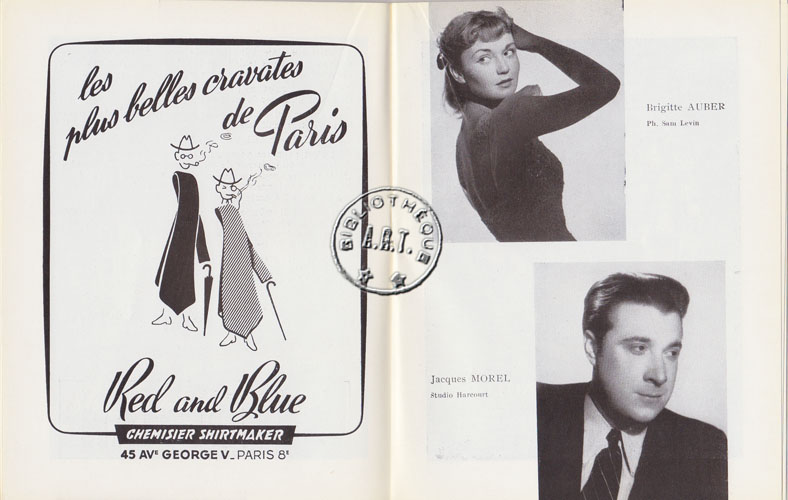 les
plus belles cravates
de Paris
Red and Blue
CHEMISIER SHIRTMAKER
45 AVE GEORGE V_PARIS 8E
BIBLIOTHÈQUE
A.R.T.
Brigitte AUBER
Ph. Sam Levin
Jacques MOREL
Studio Harcourt